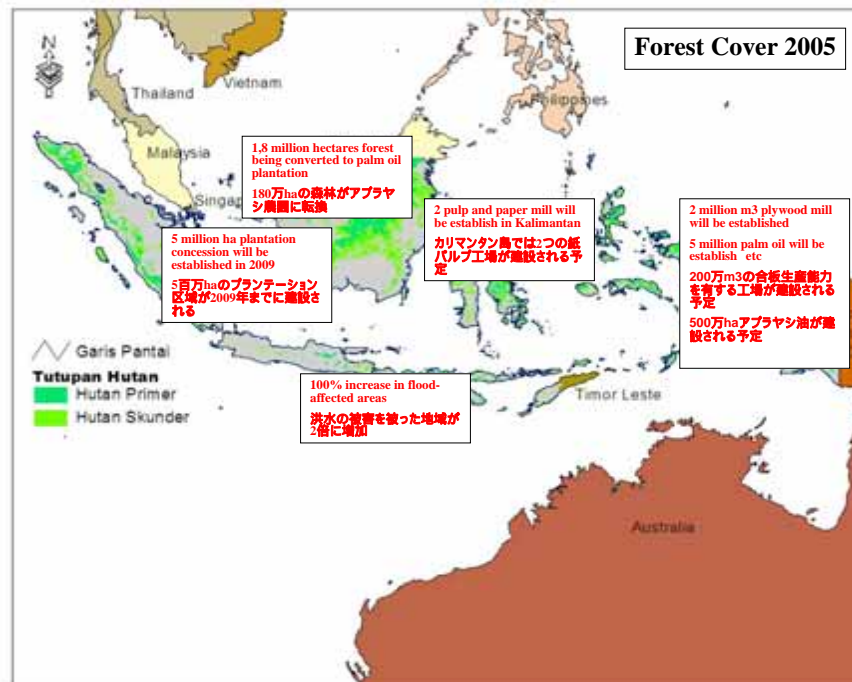 Forest Cover 2005
N
Vietnam
Thailand
Philippines
Malaysia
1,8 million hectares forest
being converted to palm oil
plantation
180万haの森林がアブラヤ
シ農園に転換
5 million ha plantation
concession will be
established in 2009
5百万haのプランテーション
区域が2009年までに建設さ
れる
2 pulp and paper mill will
be establish in Kalimantan
カリマンタン島では2つの紙
パルプ工場が建設される予
定
2 million m3 plywood mill
will be established
5 million palm oil will be
establish etc
200万m3の合板生産能力
を有する工場が建設される
予定
500万haアブラヤシ油が建
設される予定
100% increase in flood-
affected areas
洪水の被害を被った地域が
2倍に増加
Garis Pantai
Tutupan Hutan
Hutan Primer
Hutan Skunder
Timor Leste
Australia